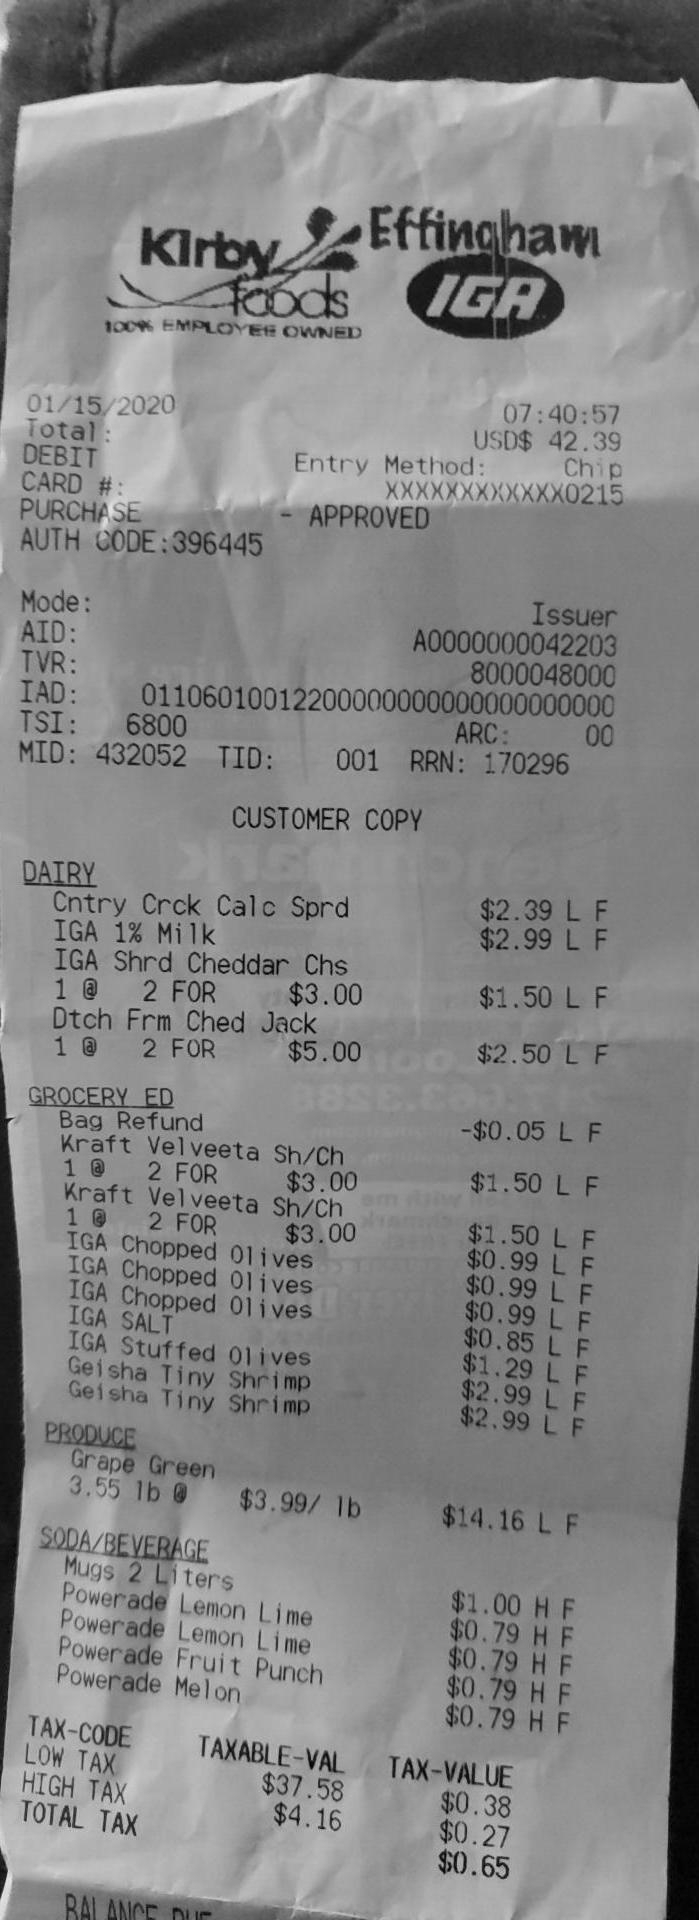 Kirby foods
100% EMPLOYEE OWNED
Effingham
IGA
01/15/2020 07:40:57
Total: USD$ 42.39
DEBIT Entry Method: Chip
CARD #: XXXXXXXXXXXX0215
PURCHASE - APPROVED
AUTH CODE:396445
Mode: Issuer
AID: A0000000042203
TVR: 8000048000
IAD: 0110601001220000000000000000000000
TSI: 6800 ARC: 00
MID: 432052 TID: 001 RRN: 170296
CUSTOMER COPY
DAIRY
Cntry Crck Calc Sprd $2.39 L F
IGA 1% Milk $2.99 L F
IGA Shrd Cheddar Chs
1 @ 2 FOR $3.00 $1.50 L F
Dtch Frm Ched Jack
1 @ 2 FOR $5.00 $2.50 L F
GROCERY ED
Bag Refund -$0.05 L F
Kraft Velveeta Sh/Ch
1 @ 2 FOR $3.00 $1.50 L F
Kraft Velveeta Sh/Ch
1 @ 2 FOR $3.00 $1.50 L F
IGA Chopped Olives $0.99 L F
IGA Chopped Olives $0.99 L F
IGA Chopped Olives $0.99 L F
IGA SALT $0.85 L F
IGA Stuffed Olives $1.29 L F
Geisha Tiny Shrimp $2.99 L F
Geisha Tiny Shrimp $2.99 L F
PRODUCE
Grape Green
3.55 lb @ $3.99/ lb $14.16 L F
SODA/BEVERAGE
Mugs 2 Liters $1.00 H F
Powerade Lemon Lime $0.79 H F
Powerade Lemon Lime $0.79 H F
Powerade Fruit Punch $0.79 H F
Powerade Melon $0.79 H F
TAX-CODE TAXABLE-VAL TAX-VALUE
LOW TAX $37.58 $0.38
HIGH TAX $4.16 $0.27
TOTAL TAX $0.65
BALANCE DUE